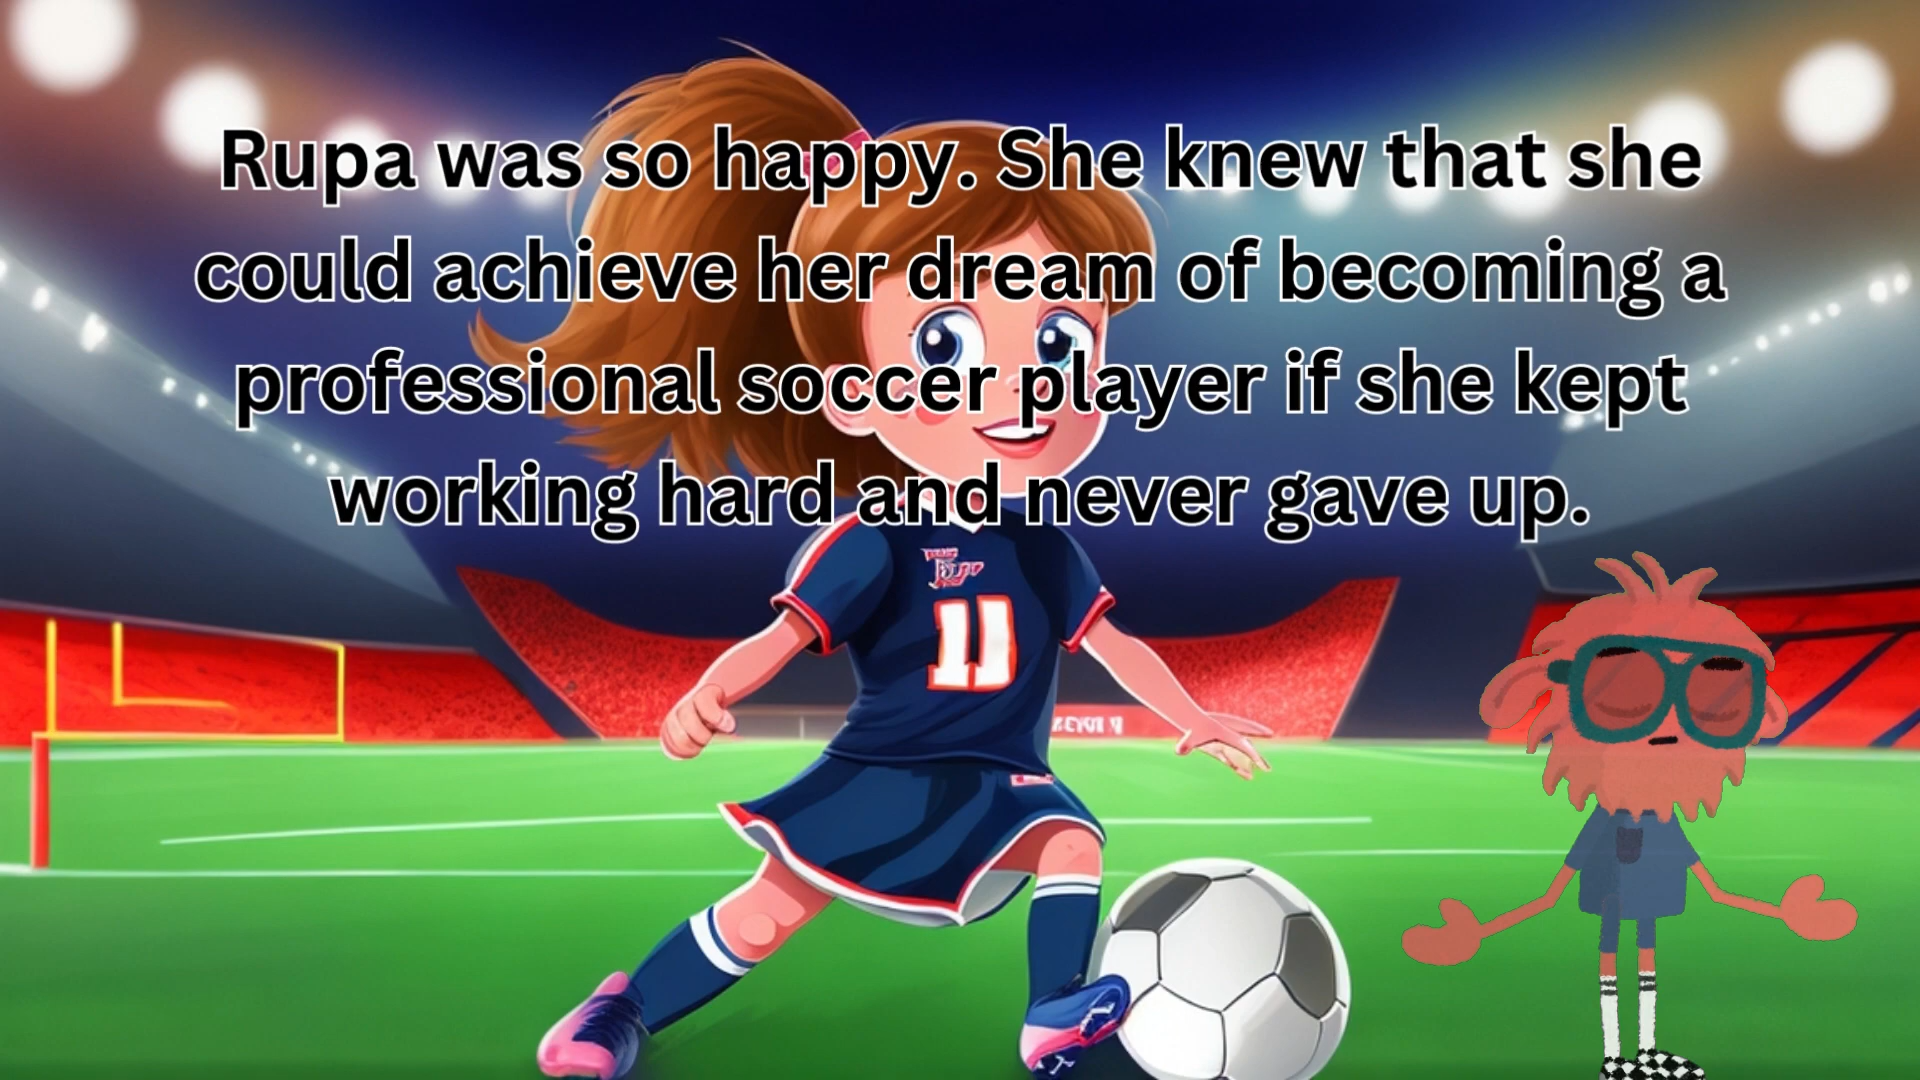 Rupa was so happy. She knew that she
could achieve her dream of becoming a
professional soccer player if she kept
working hard and never gave up.
11